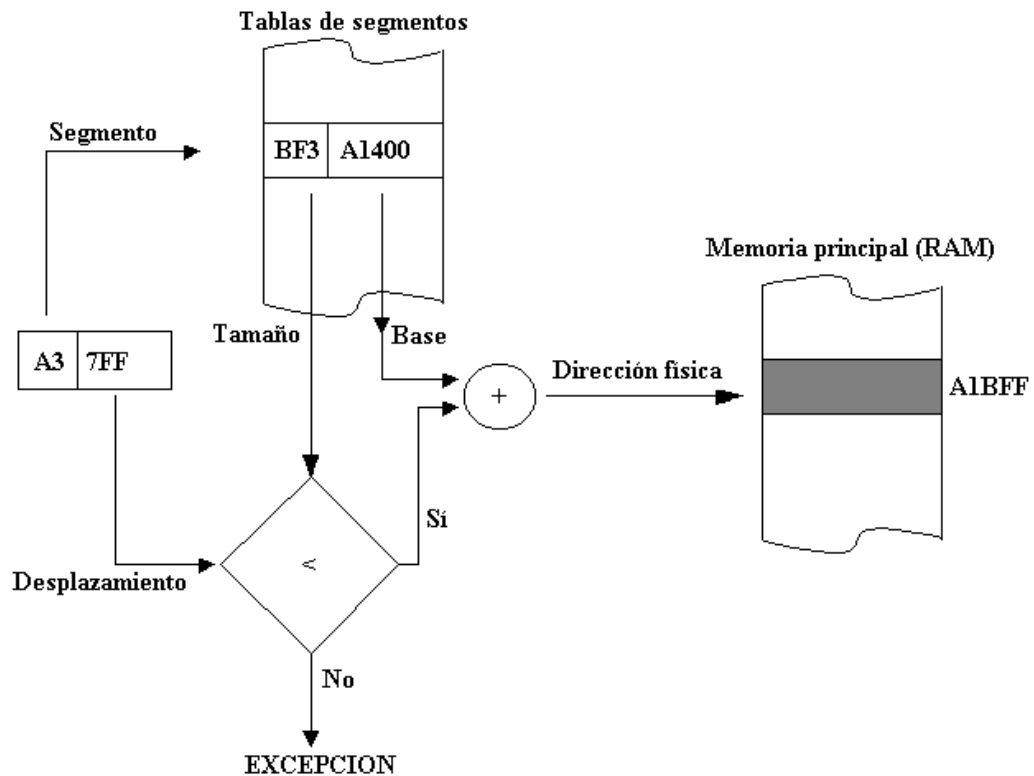 Tablas de segmentos
Segmento
BF3 A1400
Memoria principal (RAM)
Tamaño
Base
A3 7FF
Dirección física
+
A1BFF
Sí
<
Desplazamiento
No
EXCEPCION